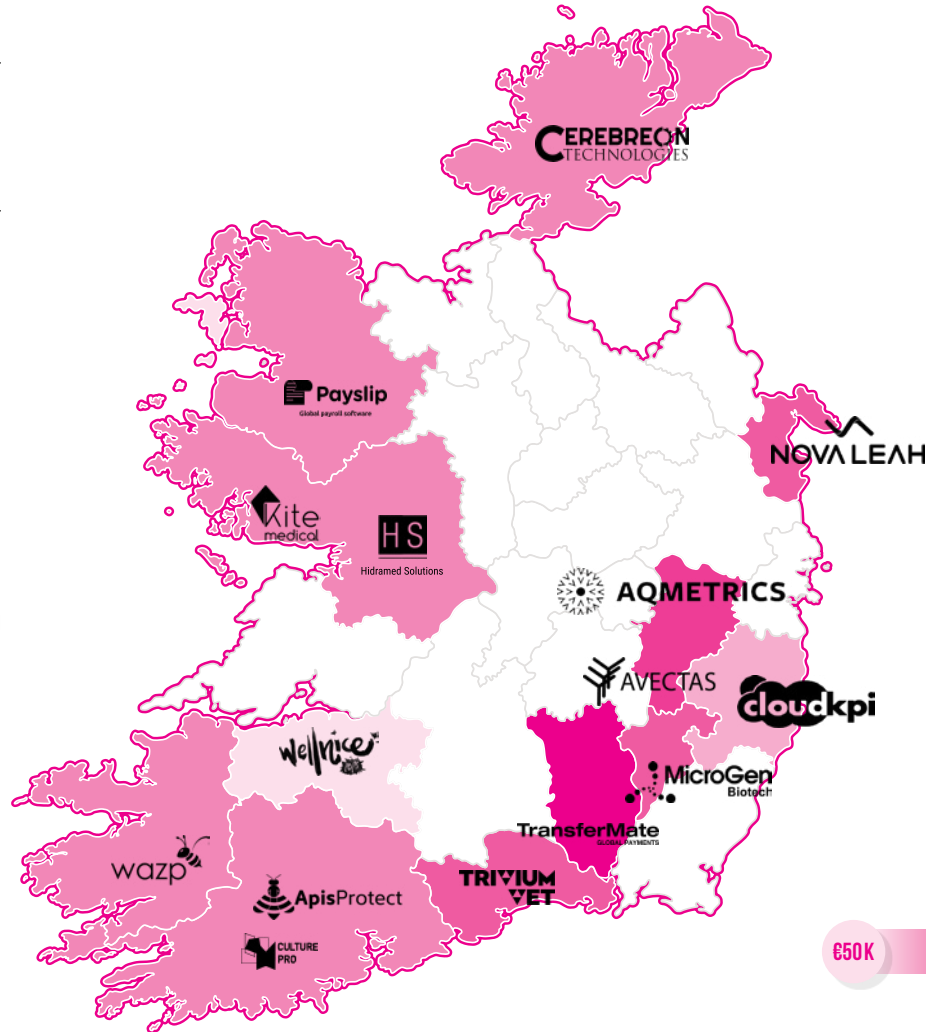 CEREBREON
TECHNOLOGIES
Payslip
Global payroll software
NOVA LEAH
Kite
medical
HS
Hidramed Solutions
AQMETRICS
AVECTAS
cloudkpi
wellnice
MicroGen
Biotech
TransferMate
GLOBAL PAYMENTS
wazp
TRIVIUM
VET
ApisProtect
CULTURE
PRO
€50K